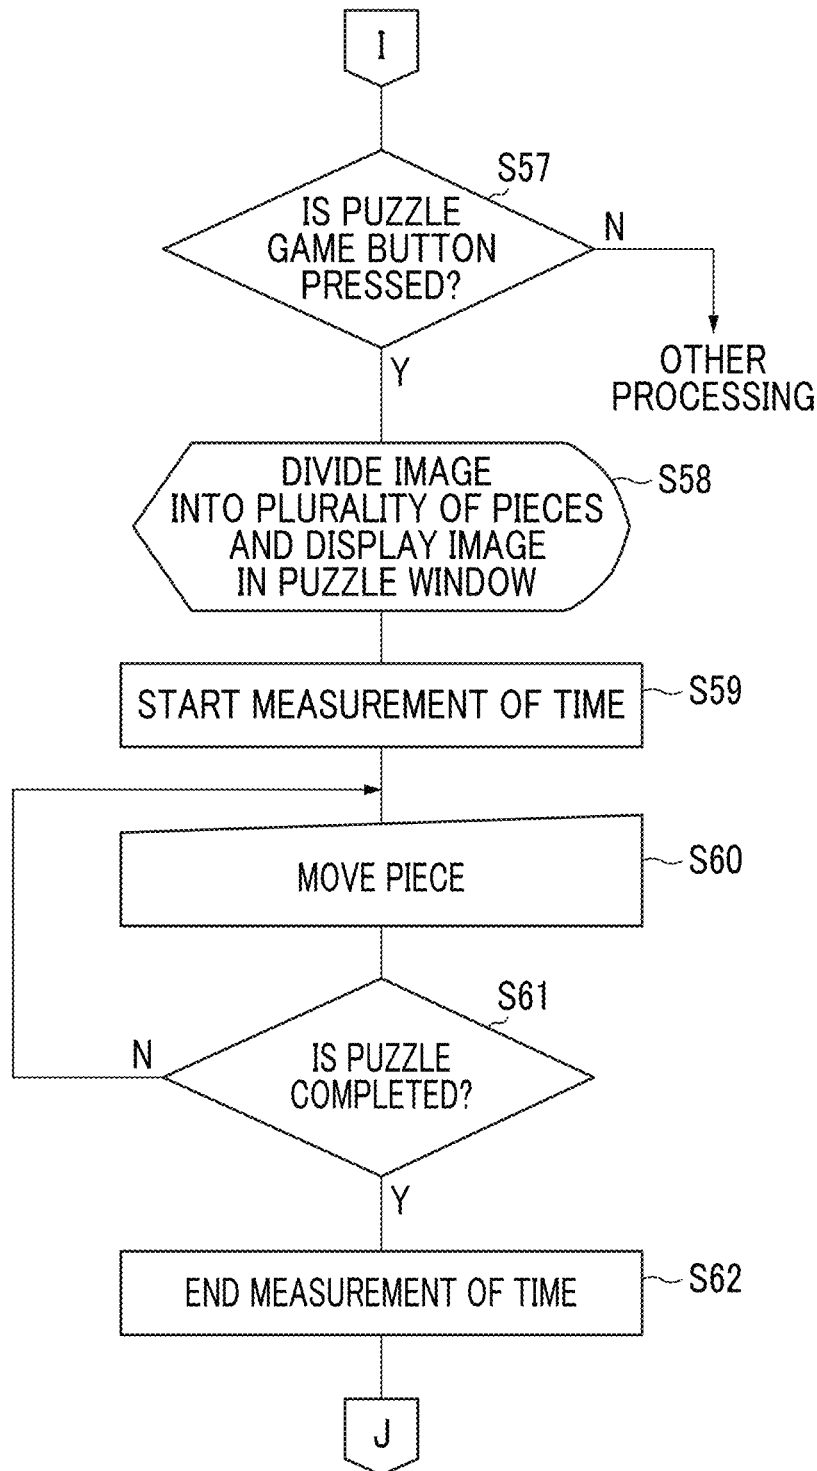 I
S57
IS PUZZLE
GAME BUTTON
PRESSED?
N
Y
OTHER
PROCESSING
DIVIDE IMAGE
INTO PLURALITY OF PIECES
AND DISPLAY IMAGE
IN PUZZLE WINDOW
S58
START MEASUREMENT OF TIME
S59
MOVE PIECE
S60
S61
N
IS PUZZLE
COMPLETED?
Y
END MEASUREMENT OF TIME
S62
J